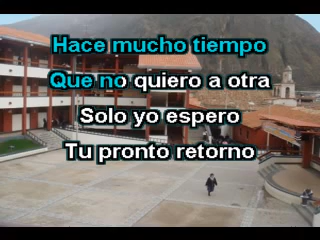 Hace mucho tiempo
Que no quiero a otra
Solo yo espero
Tu pronto retorno